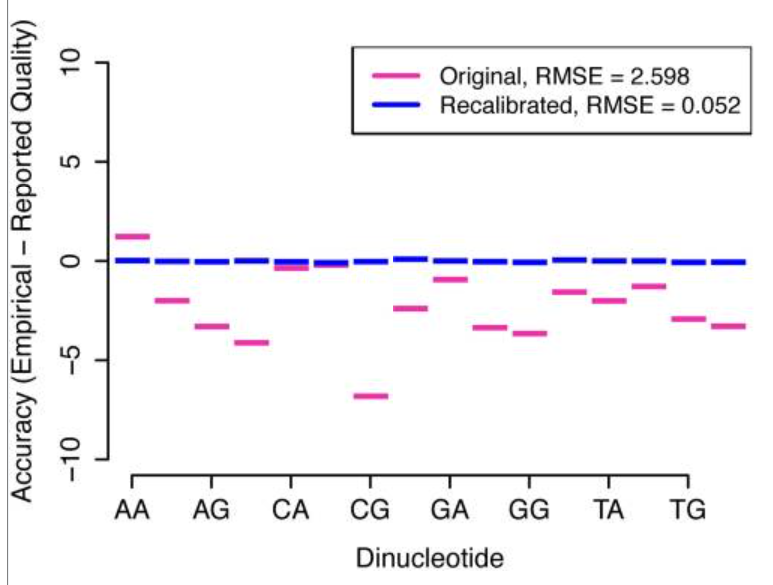 Accuracy (Empirical − Reported Quality)
10
5
0
−5
−10
Original, RMSE = 2.598
Recalibrated, RMSE = 0.052
AA AG CA CG GA GG TA TG
Dinucleotide